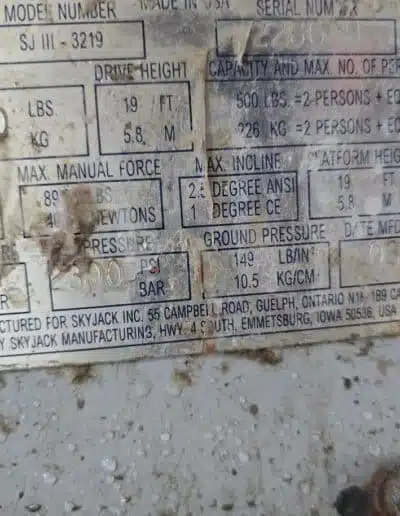 MODEL NUMBER MADE IN USA SERIAL NUM
SJ III - 3219
DRIVE HEIGHT CAPACITY AND MAX. NO. OF PER
LBS. 19 FT 500 LBS. =2-PERSONS + EQ
KG 5.8 M 226 KG =2 PERSONS + EQ
MAX. MANUAL FORCE MAX. INCLINE PLATFORM HEIG
2.5 DEGREE ANSI 19 FT
NEWTONS 1 DEGREE CE 5.8 M
PRESSURE GROUND PRESSURE DATE MFD
PSI 149 LB/IN²
BAR 10.5 KG/CM²
CTURED FOR SKYJACK INC. 55 CAMPBELL ROAD, GUELPH, ONTARIO N1H 1B9 CA
Y SKYJACK MANUFACTURING, HWY. 4 SOUTH, EMMETSBURG, IOWA 50536, USA